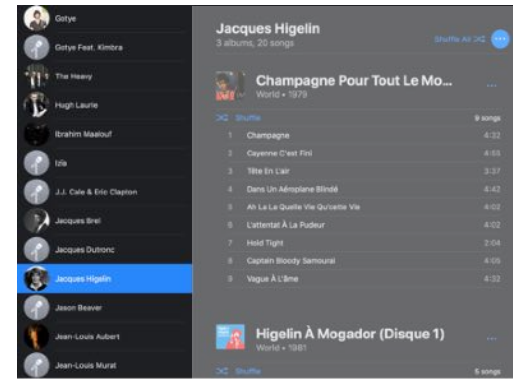 Gotye
Gotye Feat. Kimbra
The Heavy
Hugh Laurie
Ibrahim Maalouf
Izïa
J.J. Cale & Eric Clapton
Jacques Brel
Jacques Dutronc
Jacques Higelin
Jason Beaver
Jean-Louis Aubert
Jean-Louis Murat
Jacques Higelin
3 albums, 20 songs
Shuffle All
Champagne Pour Tout Le Mo...
World • 1979
Shuffle 9 songs
1 Champagne 4:32
2 Cayenne C'est Fini 4:55
3 Tête En L'air 3:37
4 Dans Un Aéroplane Blindé 4:42
5 Ah La La Quelle Vie Qu'cette Vie 4:02
6 L'attentat À La Pudeur 4:02
7 Hold Tight 2:04
8 Captain Bloody Samouraï 4:05
9 Vague À L'âme 4:32
Higelin À Mogador (Disque 1)
World • 1981
Shuffle 5 songs